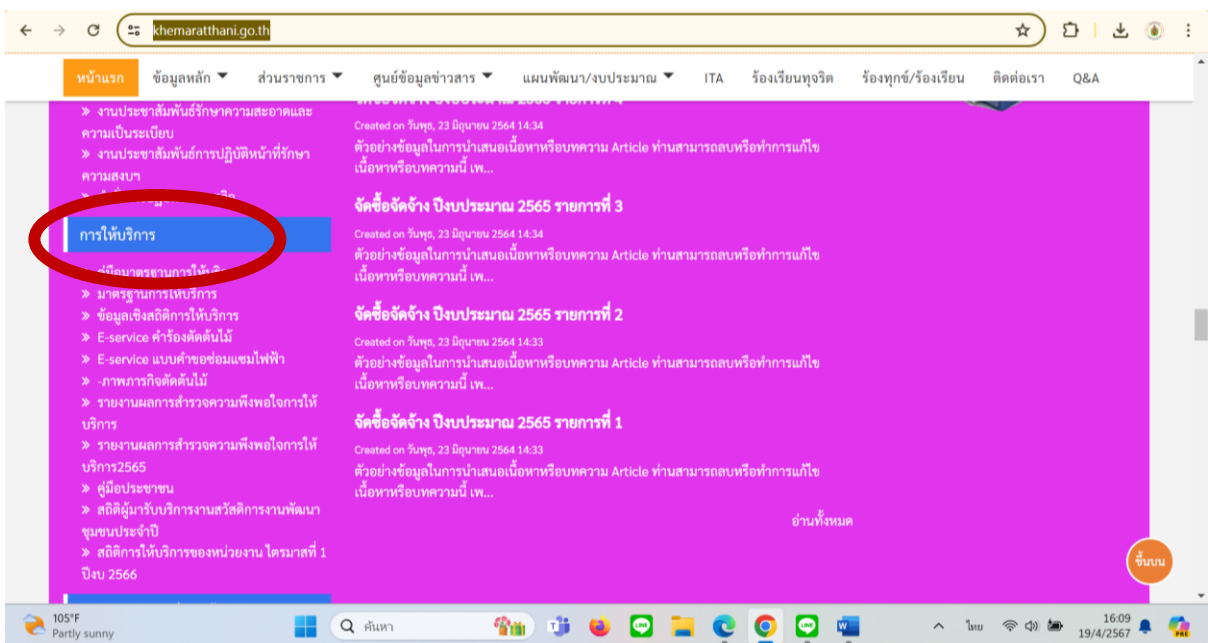 khemaratthani.go.th
หน้าแรก ข้อมูลหลัก ส่วนราชการ ศูนย์ข้อมูลข่าวสาร แผนพัฒนา/งบประมาณ ITA ร้องเรียนทุจริต ร้องทุกข์/ร้องเรียน ติดต่อเรา Q&A
» งานประชาสัมพันธ์รักษาความสะอาดและ
ความเป็นระเบียบ
» งานประชาสัมพันธ์การปฏิบัติหน้าที่รักษา
ความสงบฯ
การให้บริการ
» คู่มือมาตรฐานการให้บริ
» มาตรฐานการให้บริการ
» ข้อมูลเชิงสถิติการให้บริการ
» E-service คำร้องตัดต้นไม้
» E-service แบบคำขอซ่อมแซมไฟฟ้า
» -ภาพภารกิจตัดต้นไม้
» รายงานผลการสำรวจความพึงพอใจการให้
บริการ
» รายงานผลการสำรวจความพึงพอใจการให้
บริการ2565
» คู่มือประชาชน
» สถิติผู้มารับบริการงานสวัสดิการงานพัฒนา
ชุมชนประจำปี
» สถิติการให้บริการของหน่วยงาน ไตรมาสที่ 1
ปีงบ 2566
จัดซื้อจัดจ้าง ปีงบประมาณ 2565 รายการที่ 4
Created on วันพุธ, 23 มิถุนายน 2564 14:34
ตัวอย่างข้อมูลในการนำเสนอเนื้อหาหรือบทความ Article ท่านสามารถลบหรือทำการแก้ไข
เนื้อหาหรือบทความนี้ เพ...
จัดซื้อจัดจ้าง ปีงบประมาณ 2565 รายการที่ 3
Created on วันพุธ, 23 มิถุนายน 2564 14:34
ตัวอย่างข้อมูลในการนำเสนอเนื้อหาหรือบทความ Article ท่านสามารถลบหรือทำการแก้ไข
เนื้อหาหรือบทความนี้ เพ...
จัดซื้อจัดจ้าง ปีงบประมาณ 2565 รายการที่ 2
Created on วันพุธ, 23 มิถุนายน 2564 14:33
ตัวอย่างข้อมูลในการนำเสนอเนื้อหาหรือบทความ Article ท่านสามารถลบหรือทำการแก้ไข
เนื้อหาหรือบทความนี้ เพ...
จัดซื้อจัดจ้าง ปีงบประมาณ 2565 รายการที่ 1
Created on วันพุธ, 23 มิถุนายน 2564 14:33
ตัวอย่างข้อมูลในการนำเสนอเนื้อหาหรือบทความ Article ท่านสามารถลบหรือทำการแก้ไข
เนื้อหาหรือบทความนี้ เพ...
อ่านทั้งหมด
ขึ้นบน
105°F
Partly sunny
ค้นหา
ไทย
16:09
19/4/2567